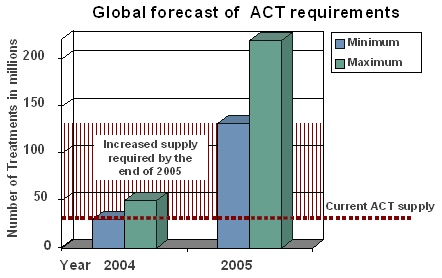 Global forecast of ACT requirements
Minimum
Maximum
Number of Treatments in millions
200
150
100
50
0
Increased supply
required by the
end of 2005
Current ACT supply
Year 2004 2005